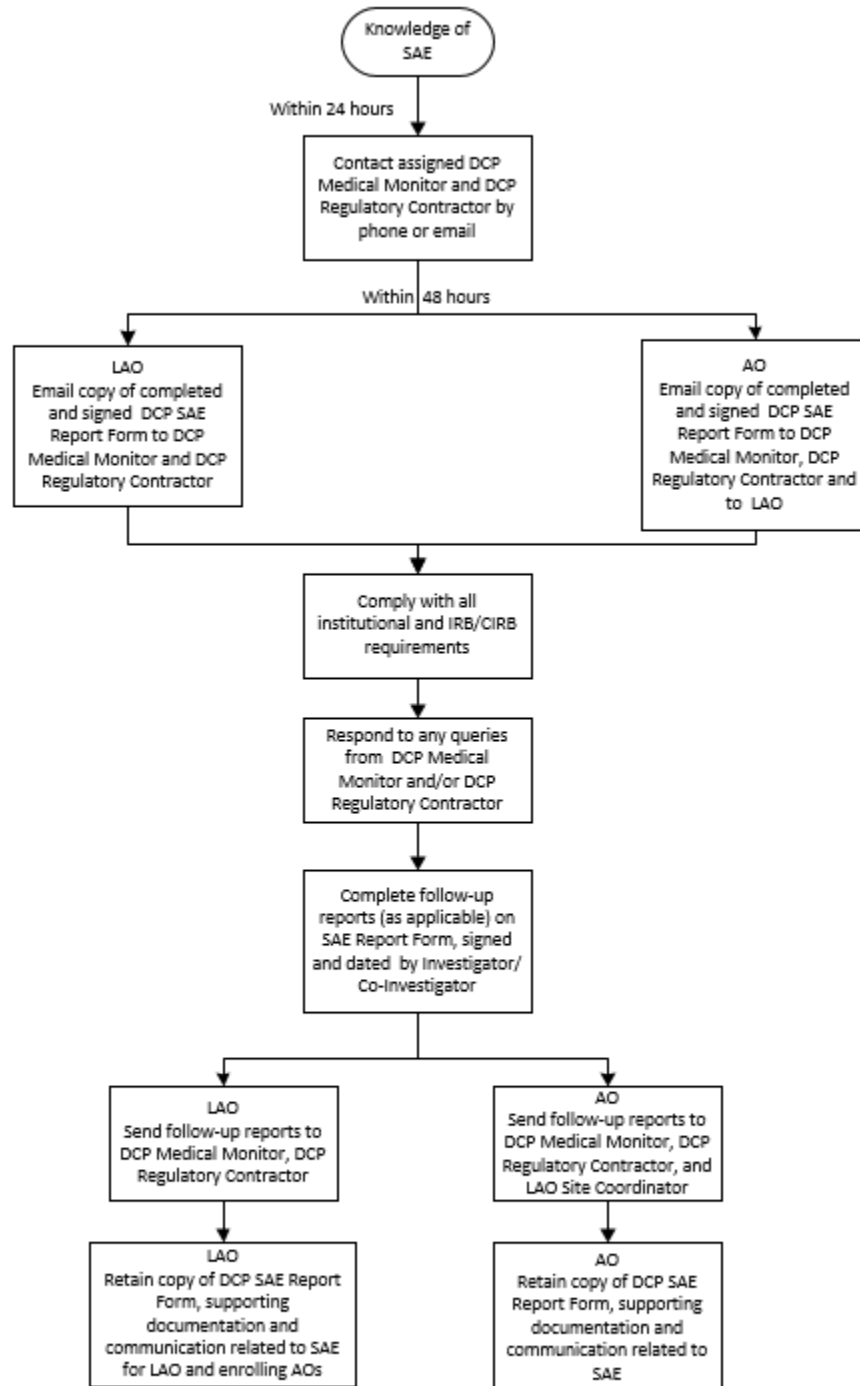 Knowledge of
SAE
Within 24 hours
Contact assigned DCP
Medical Monitor and DCP
Regulatory Contractor by
phone or email
Within 48 hours
LAO
Email copy of completed
and signed DCP SAE
Report Form to DCP
Medical Monitor and DCP
Regulatory Contractor
AO
Email copy of completed
and signed DCP SAE
Report Form to DCP
Medical Monitor, DCP
Regulatory Contractor and
to LAO
Comply with all
institutional and IRB/CIRB
requirements
Respond to any queries
from DCP Medical
Monitor and/or DCP
Regulatory Contractor
Complete follow-up
reports (as applicable) on
SAE Report Form, signed
and dated by Investigator/
Co-Investigator
LAO
Send follow-up reports to
DCP Medical Monitor, DCP
Regulatory Contractor
AO
Send follow-up reports to
DCP Medical Monitor, DCP
Regulatory Contractor, and
LAO Site Coordinator
LAO
Retain copy of DCP SAE Report
Form, supporting
documentation and
communication related to SAE
for LAO and enrolling AOs
AO
Retain copy of DCP SAE
Report Form, supporting
documentation and
communication related to
SAE